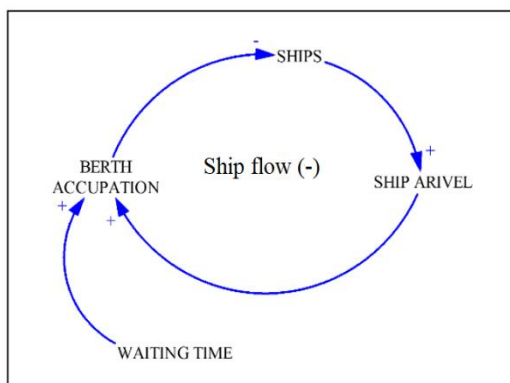 -
SHIPS
+
BERTH
ACCUPATION
Ship flow (-)
SHIP ARIVEL
+
+
WAITING TIME